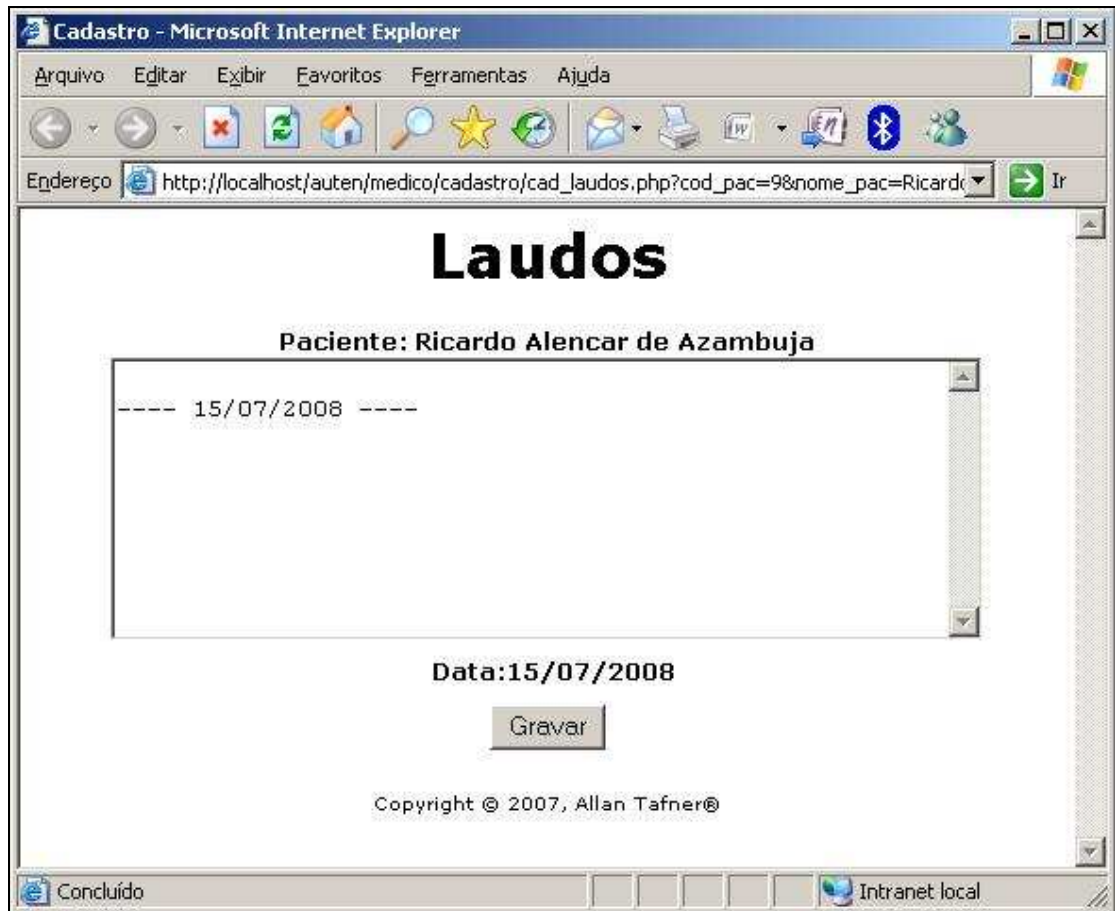 Cadastro - Microsoft Internet Explorer
Arquivo Editar Exibir Favoritos Ferramentas Ajuda
Endereço http://localhost/auten/medico/cadastro/cad_laudos.php?cod_pac=9&nome_pac=Ricardo Ir
Laudos
Paciente: Ricardo Alencar de Azambuja
---- 15/07/2008 ----
Data:15/07/2008
Gravar
Copyright © 2007, Allan Tafner®
Concluído Intranet local